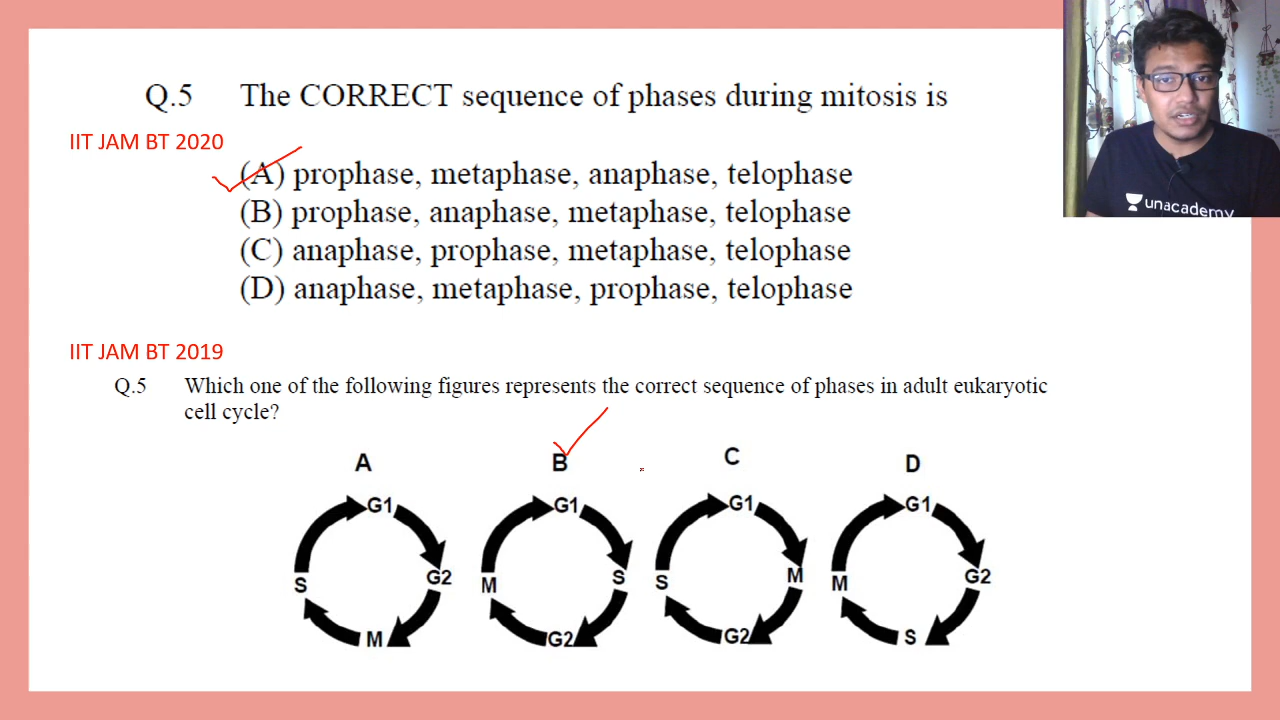 Q.5 The CORRECT sequence of phases during mitosis is
IIT JAM BT 2020
(A) prophase, metaphase, anaphase, telophase
(B) prophase, anaphase, metaphase, telophase
(C) anaphase, prophase, metaphase, telophase
(D) anaphase, metaphase, prophase, telophase
unacademy
IIT JAM BT 2019
Q.5 Which one of the following figures represents the correct sequence of phases in adult eukaryotic
cell cycle?
A B C D
G1 G1 G1 G1
S G2 M S S M M G2
M G2 G2 S